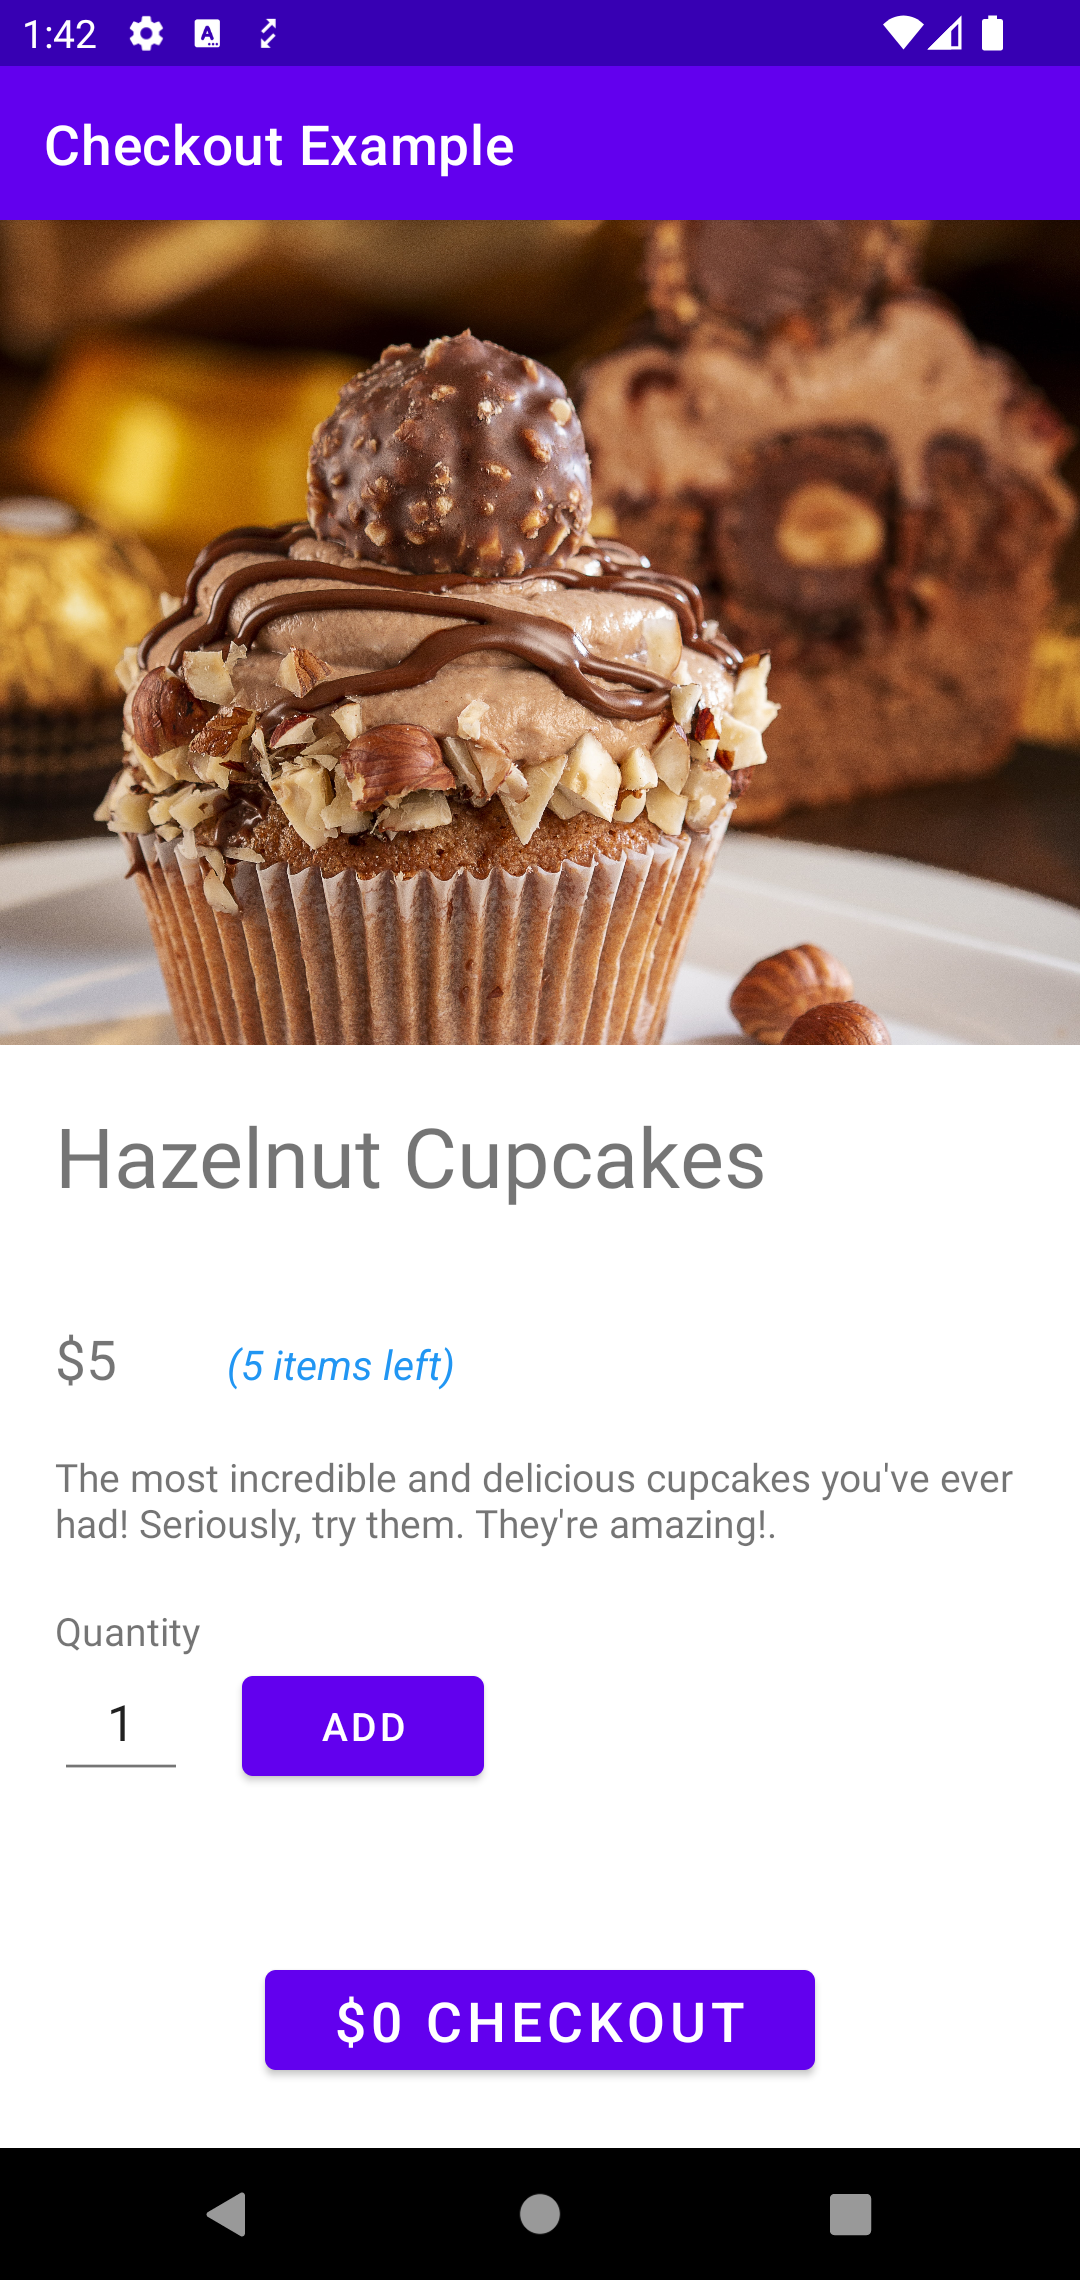 1:42
Checkout Example
Hazelnut Cupcakes
$5 (5 items left)
The most incredible and delicious cupcakes you've ever
had! Seriously, try them. They're amazing!.
Quantity
1 ADD
$0 CHECKOUT